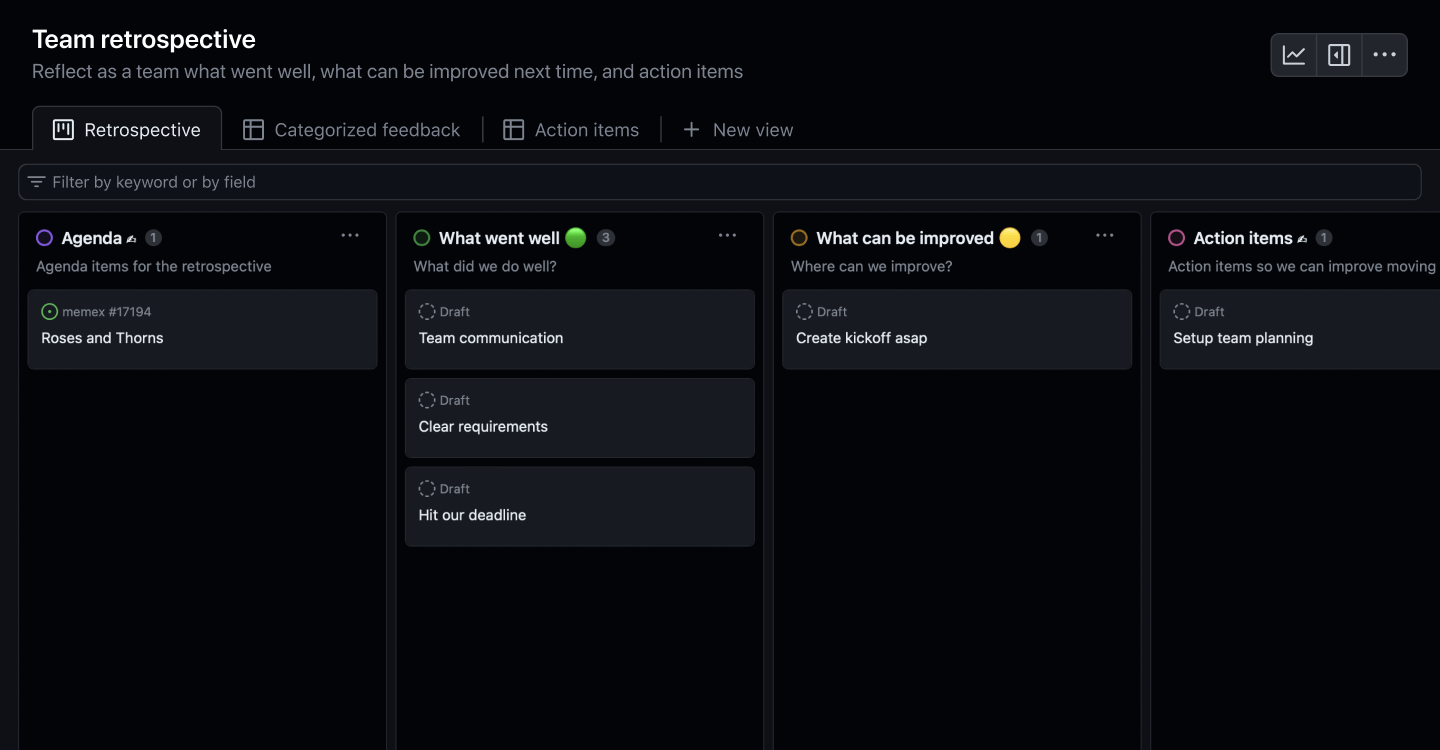 Team retrospective
Reflect as a team what went well, what can be improved next time, and action items
Retrospective
Categorized feedback
Action items
New view
Filter by keyword or by field
Agenda ✍️ 1
Agenda items for the retrospective
memex #17194
Roses and Thorns
What went well 🟢 3
What did we do well?
Draft
Team communication
Draft
Clear requirements
Draft
Hit our deadline
What can be improved 🟡 1
Where can we improve?
Draft
Create kickoff asap
Action items ✍️ 1
Action items so we can improve moving
Draft
Setup team planning